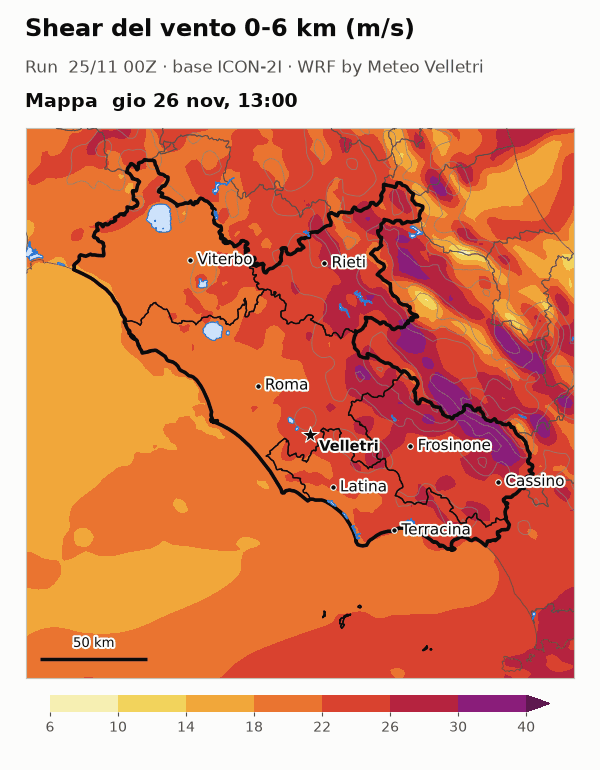 Shear del vento 0-6 km (m/s)
Run  25/11 00Z · base ICON-2I · WRF by Meteo Velletri
Mappa  gio 26 nov, 13:00
Viterbo
Rieti
Roma
Velletri
Frosinone
Cassino
Latina
Terracina
50 km
6 10 14 18 22 26 30 40